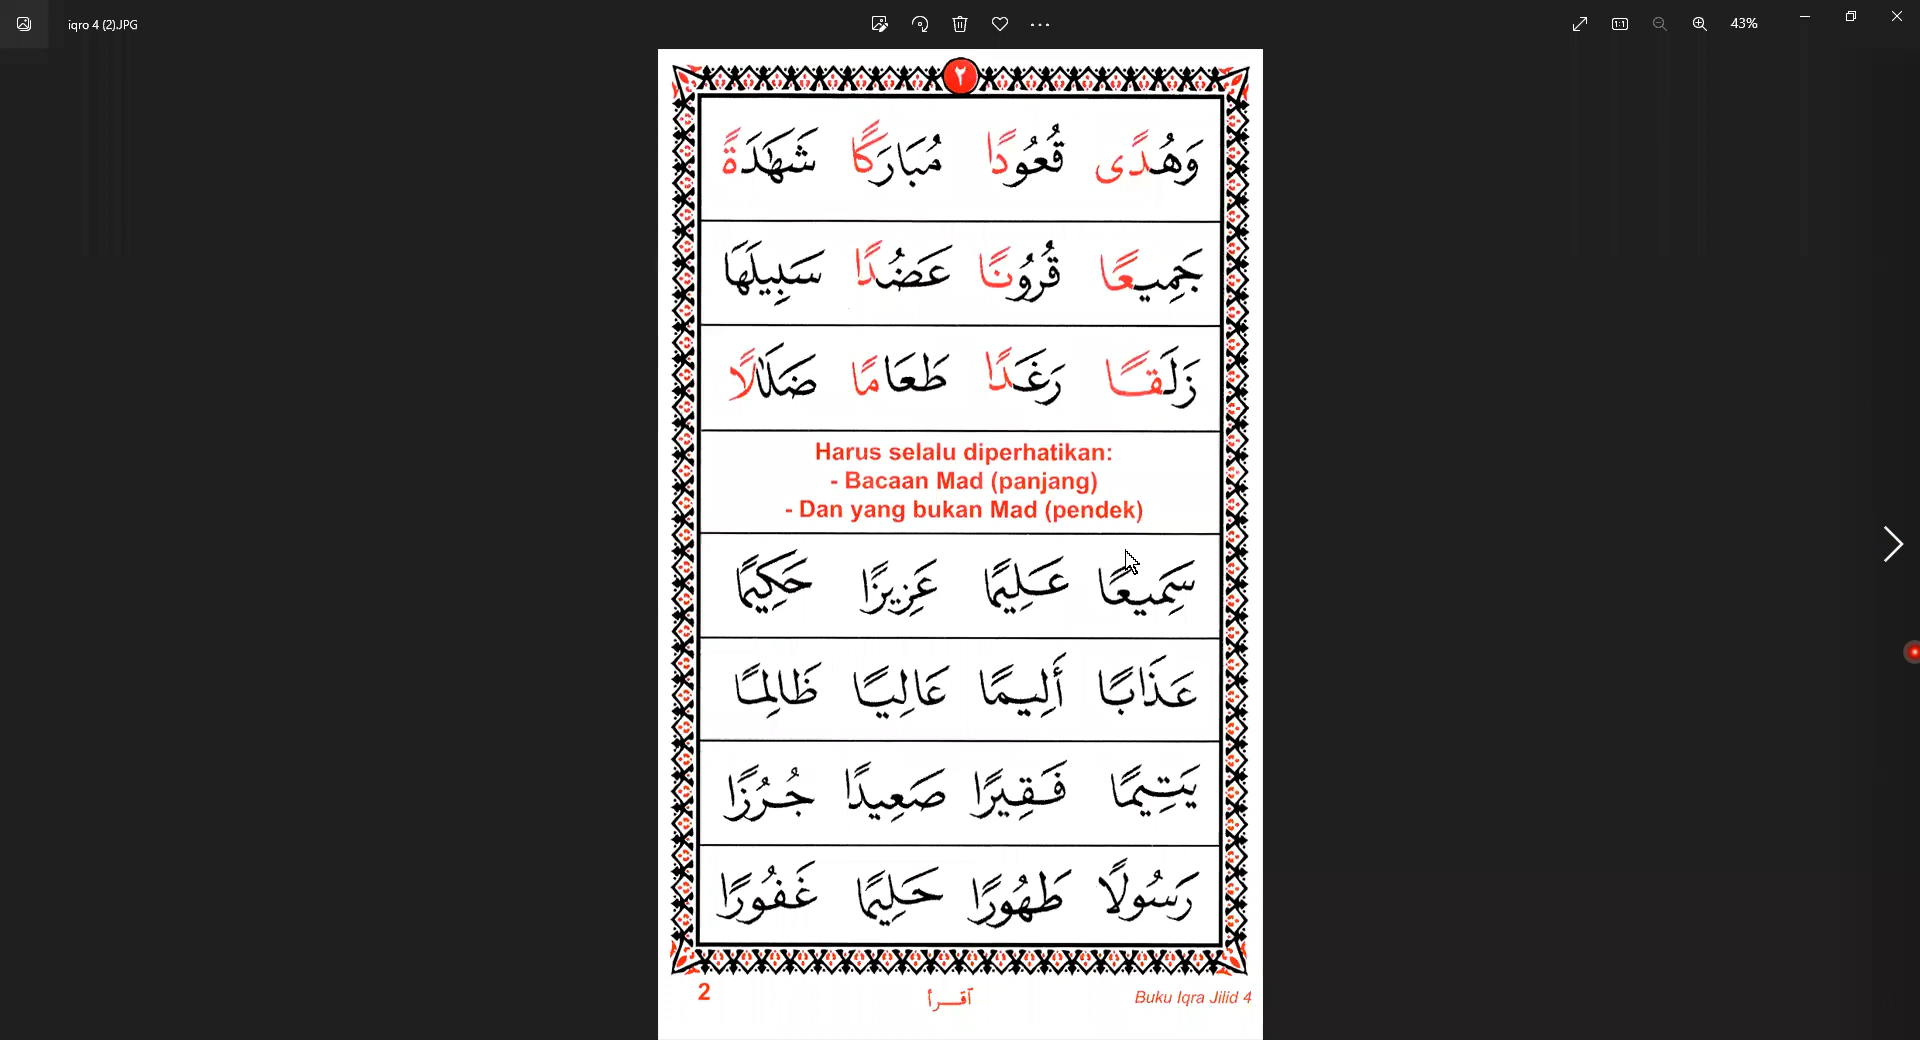 iqro 4 (2).JPG
43%
٢
وَهُدًى قُعُودًا مُبَارَكًا شَهَٰدَةً
جَمِيعًا قُرُونًا عَضُدًا سَبِيلَهَا
زَلَقًا رَغَدًا طَعَامًا ضَلَالًا
Harus selalu diperhatikan:
- Bacaan Mad (panjang)
- Dan yang bukan Mad (pendek)
سَمِيعًا عَلِيمًا عَزِيزًا حَكِيمًا
عَذَابًا أَلِيمًا عَالِيًا ظَالِمًا
يَتِيمًا فَقِيرًا صَعِيدًا جُرُزًا
رَسُولًا طَهُورًا حَلِيمًا غَفُورًا
2 اقرأ Buku Iqra Jilid 4